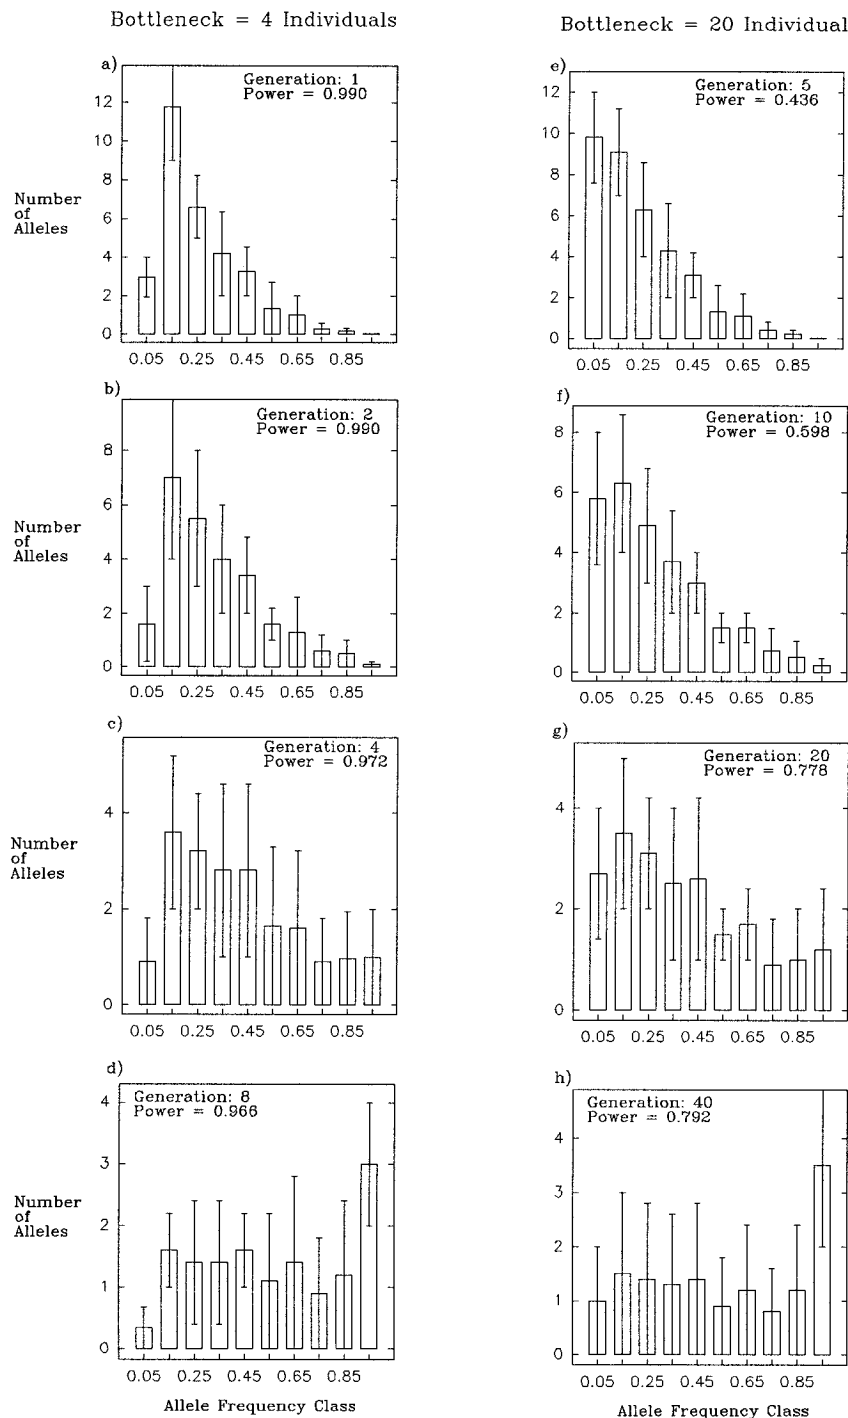 Bottleneck = 4 Individuals
a)
Generation: 1
Power = 0.990
12
10
8
6
4
2
0
Number
of
Alleles
0.05 0.25 0.45 0.65 0.85
b)
Generation: 2
Power = 0.990
8
6
4
2
0
Number
of
Alleles
0.05 0.25 0.45 0.65 0.85
c)
Generation: 4
Power = 0.972
4
2
0
Number
of
Alleles
0.05 0.25 0.45 0.65 0.85
d)
Generation: 8
Power = 0.966
4
3
2
1
0
Number
of
Alleles
0.05 0.25 0.45 0.65 0.85
Allele Frequency Class
Bottleneck = 20 Individual
e)
Generation: 5
Power = 0.436
12
10
8
6
4
2
0
0.05 0.25 0.45 0.65 0.85
f)
Generation: 10
Power = 0.598
8
6
4
2
0
0.05 0.25 0.45 0.65 0.85
g)
Generation: 20
Power = 0.778
4
2
0
0.05 0.25 0.45 0.65 0.85
h)
Generation: 40
Power = 0.792
4
3
2
1
0
0.05 0.25 0.45 0.65 0.85
Allele Frequency Class